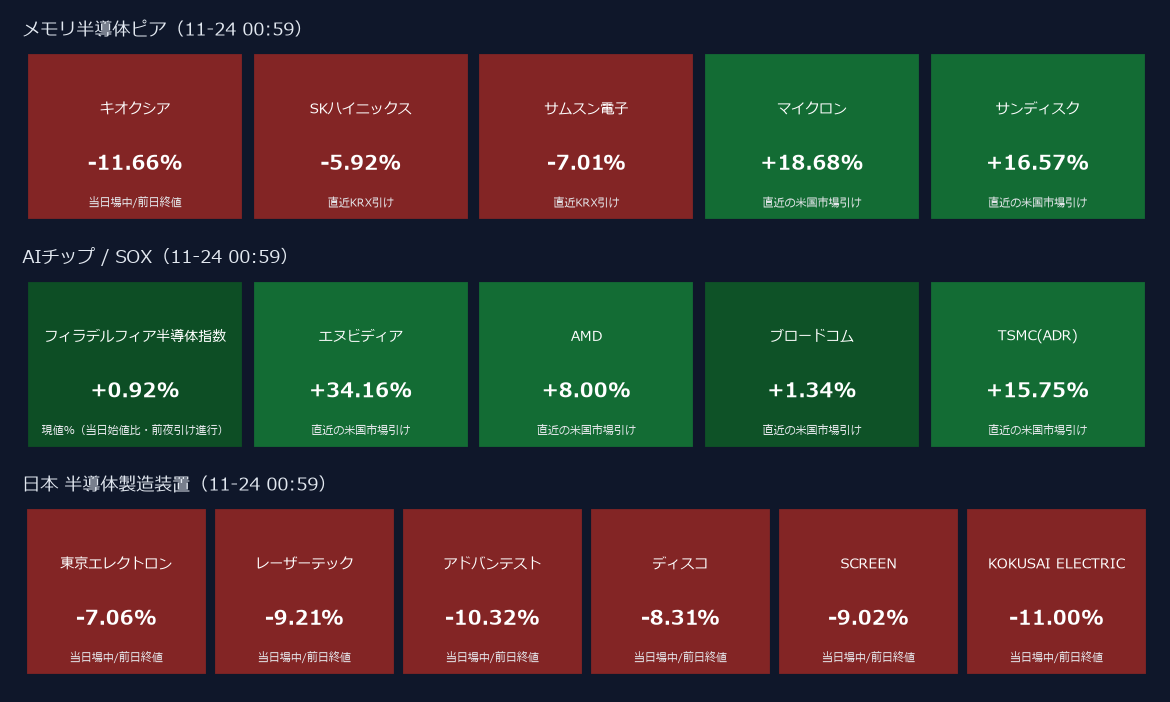 メモリ半導体ピア（11-24 00:59）
キオクシア
-11.66%
当日場中/前日終値
SKハイニックス
-5.92%
直近KRX引け
サムスン電子
-7.01%
直近KRX引け
マイクロン
+18.68%
直近の米国市場引け
サンディスク
+16.57%
直近の米国市場引け
AIチップ / SOX（11-24 00:59）
フィラデルフィア半導体指数
+0.92%
現値%（当日始値比・前夜引け進行）
エヌビディア
+34.16%
直近の米国市場引け
AMD
+8.00%
直近の米国市場引け
ブロードコム
+1.34%
直近の米国市場引け
TSMC(ADR)
+15.75%
直近の米国市場引け
日本 半導体製造装置（11-24 00:59）
東京エレクトロン
-7.06%
当日場中/前日終値
レーザーテック
-9.21%
当日場中/前日終値
アドバンテスト
-10.32%
当日場中/前日終値
ディスコ
-8.31%
当日場中/前日終値
SCREEN
-9.02%
当日場中/前日終値
KOKUSAI ELECTRIC
-11.00%
当日場中/前日終値